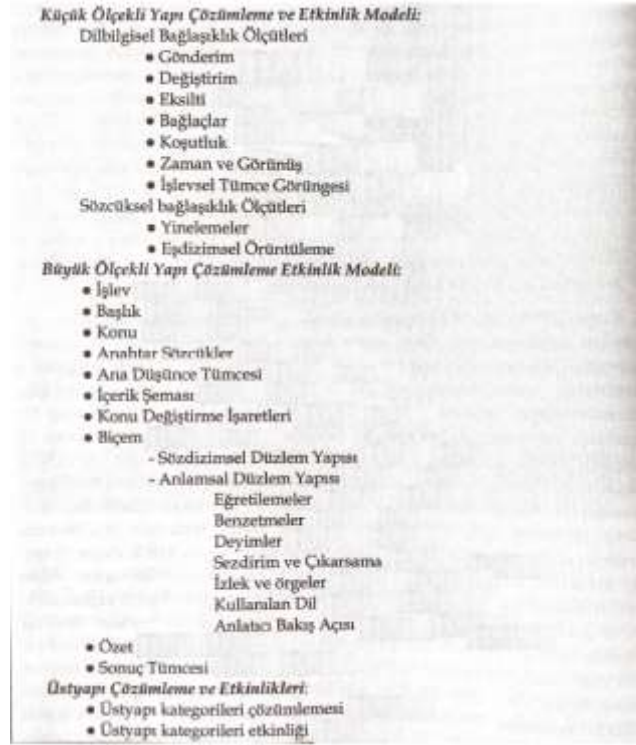 Küçük Ölçekli Yapı Çözümleme ve Etkinlik Modeli:
Dilbilgisel Bağlaşıklık Ölçütleri
• Gönderim
• Değiştirim
• Eksilti
• Bağlaçlar
• Koşutluk
• Zaman ve Görünüş
• İşlevsel Tümce Görüngesi
Sözcüksel bağlaşıklık Ölçütleri
• Yinelemeler
• Eşdizimsel Örüntüleme
Büyük Ölçekli Yapı Çözümleme Etkinlik Modeli:
• İşlev
• Başlık
• Konu
• Anahtar Sözcükler
• Ana Düşünce Tümcesi
• İçerik Şeması
• Konu Değiştirme İşaretleri
• Biçem
- Sözdizimsel Düzlem Yapısı
- Anlamsal Düzlem Yapısı
Eğretilemeler
Benzetmeler
Deyimler
Sezdirim ve Çıkarsama
İzlek ve örgeler
Kullanılan Dil
Anlatıcı Bakış Açısı
• Özet
• Sonuç Tümcesi
Üstyapı Çözümleme ve Etkinlikleri:
• Üstyapı kategorileri çözümlemesi
• Üstyapı kategorileri etkinliği